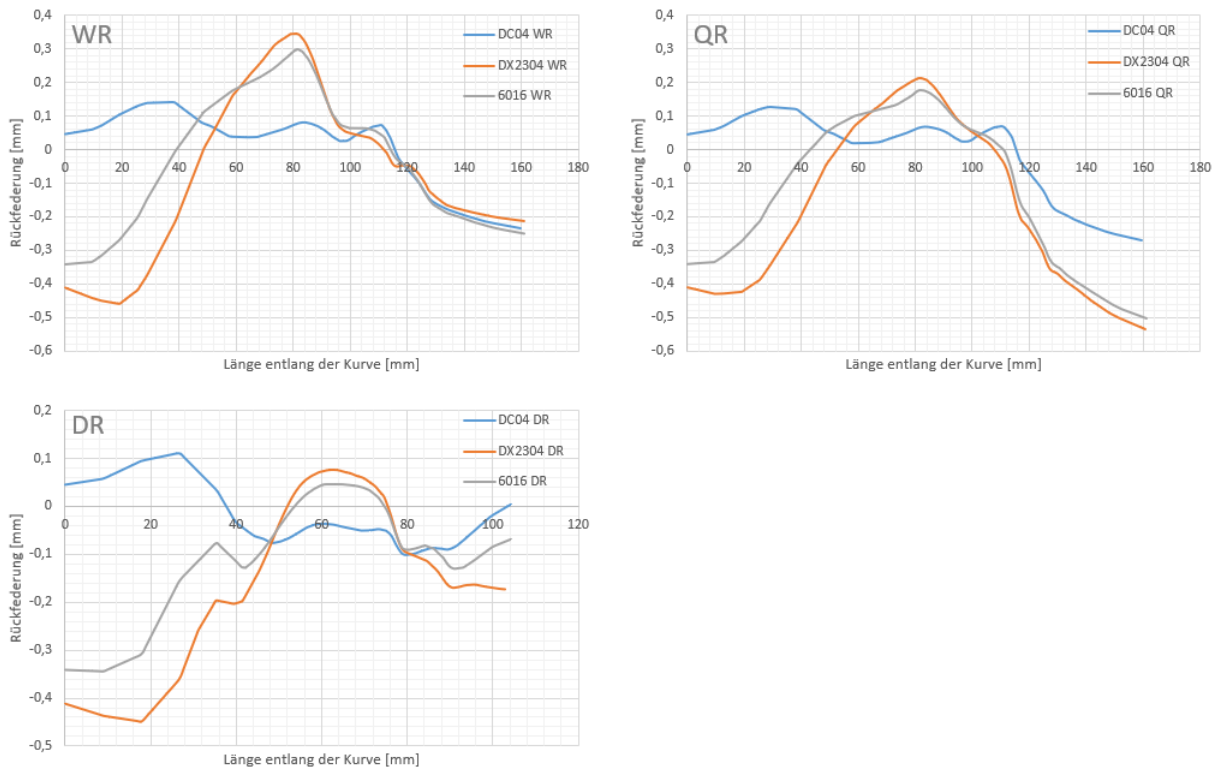 WR
0,4
0,3
0,2
0,1
0
-0,1
-0,2
-0,3
-0,4
-0,5
-0,6
0 20 40 60 80 100 120 140 160 180
Rückfederung [mm]
Länge entlang der Kurve [mm]
DC04 WR
DX2304 WR
6016 WR
QR
0,4
0,3
0,2
0,1
0
-0,1
-0,2
-0,3
-0,4
-0,5
-0,6
0 20 40 60 80 100 120 140 160 180
Rückfederung [mm]
Länge entlang der Kurve [mm]
DC04 QR
DX2304 QR
6016 QR
DR
0,2
0,1
0
-0,1
-0,2
-0,3
-0,4
-0,5
0 20 40 60 80 100 120
Rückfederung [mm]
Länge entlang der Kurve [mm]
DC04 DR
DX2304 DR
6016 DR